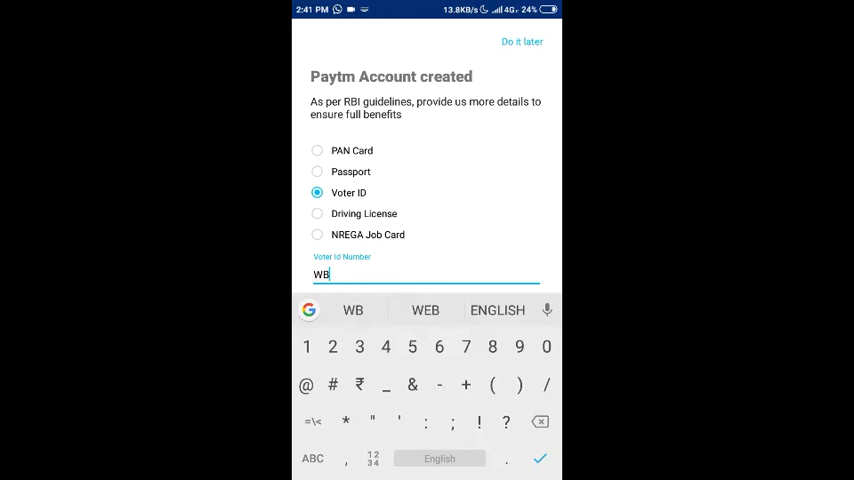 2:41 PM 13.8KB/s 4G 24%
Do it later
Paytm Account created
As per RBI guidelines, provide us more details to
ensure full benefits
PAN Card
Passport
Voter ID
Driving License
NREGA Job Card
Voter Id Number
WB
G WB WEB ENGLISH
1 2 3 4 5 6 7 8 9 0
@ # ₹ _ & - + ( ) /
=\< * " ' : ; ! ?
ABC , 12 34 English .